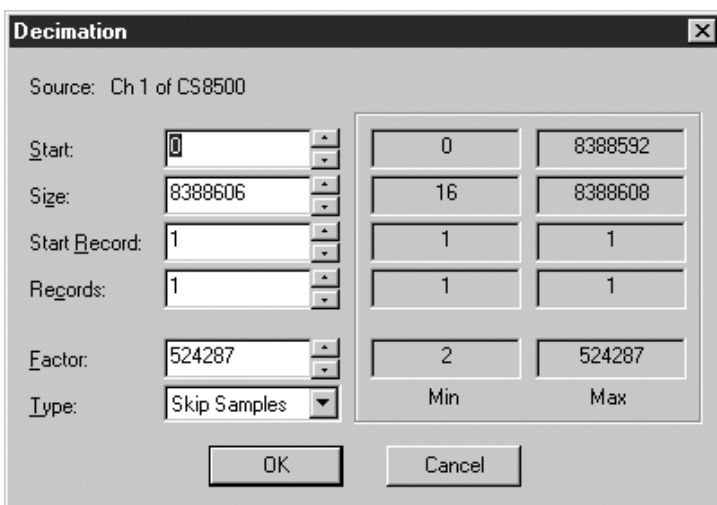 Decimation
Source: Ch 1 of CS8500
Start: 0 0 8388592
Size: 8388606 16 8388608
Start Record: 1 1 1
Records: 1 1 1
Factor: 524287 2 524287
Type: Skip Samples Min Max
OK Cancel